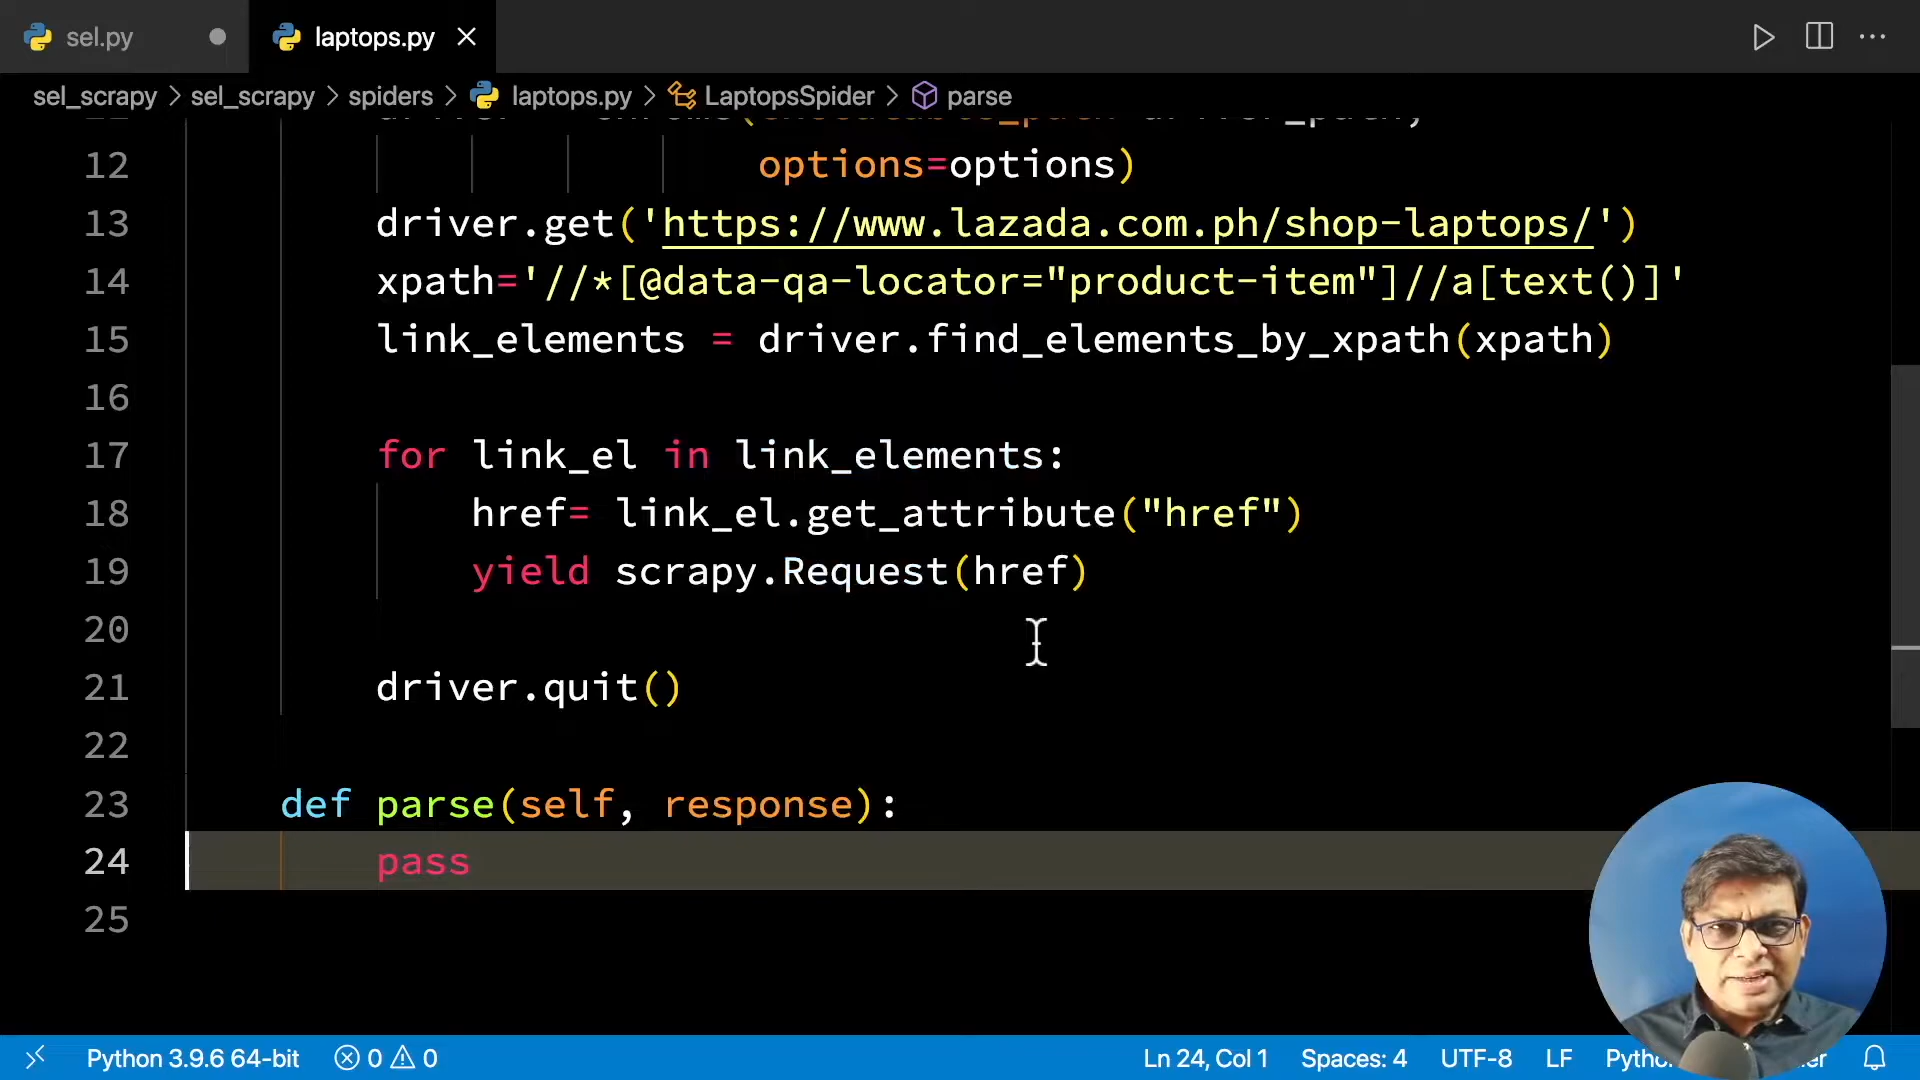 sel.py
laptops.py
sel_scrapy > sel_scrapy > spiders > laptops.py > LaptopsSpider > parse
12 options=options)
13 driver.get('https://www.lazada.com.ph/shop-laptops/')
14 xpath='//*[@data-qa-locator="product-item"]//a[text()]'
15 link_elements = driver.find_elements_by_xpath(xpath)
16
17 for link_el in link_elements:
18 href= link_el.get_attribute("href")
19 yield scrapy.Request(href)
20
21 driver.quit()
22
23 def parse(self, response):
24 pass
25
Python 3.9.6 64-bit 0 0 Ln 24, Col 1 Spaces: 4 UTF-8 LF